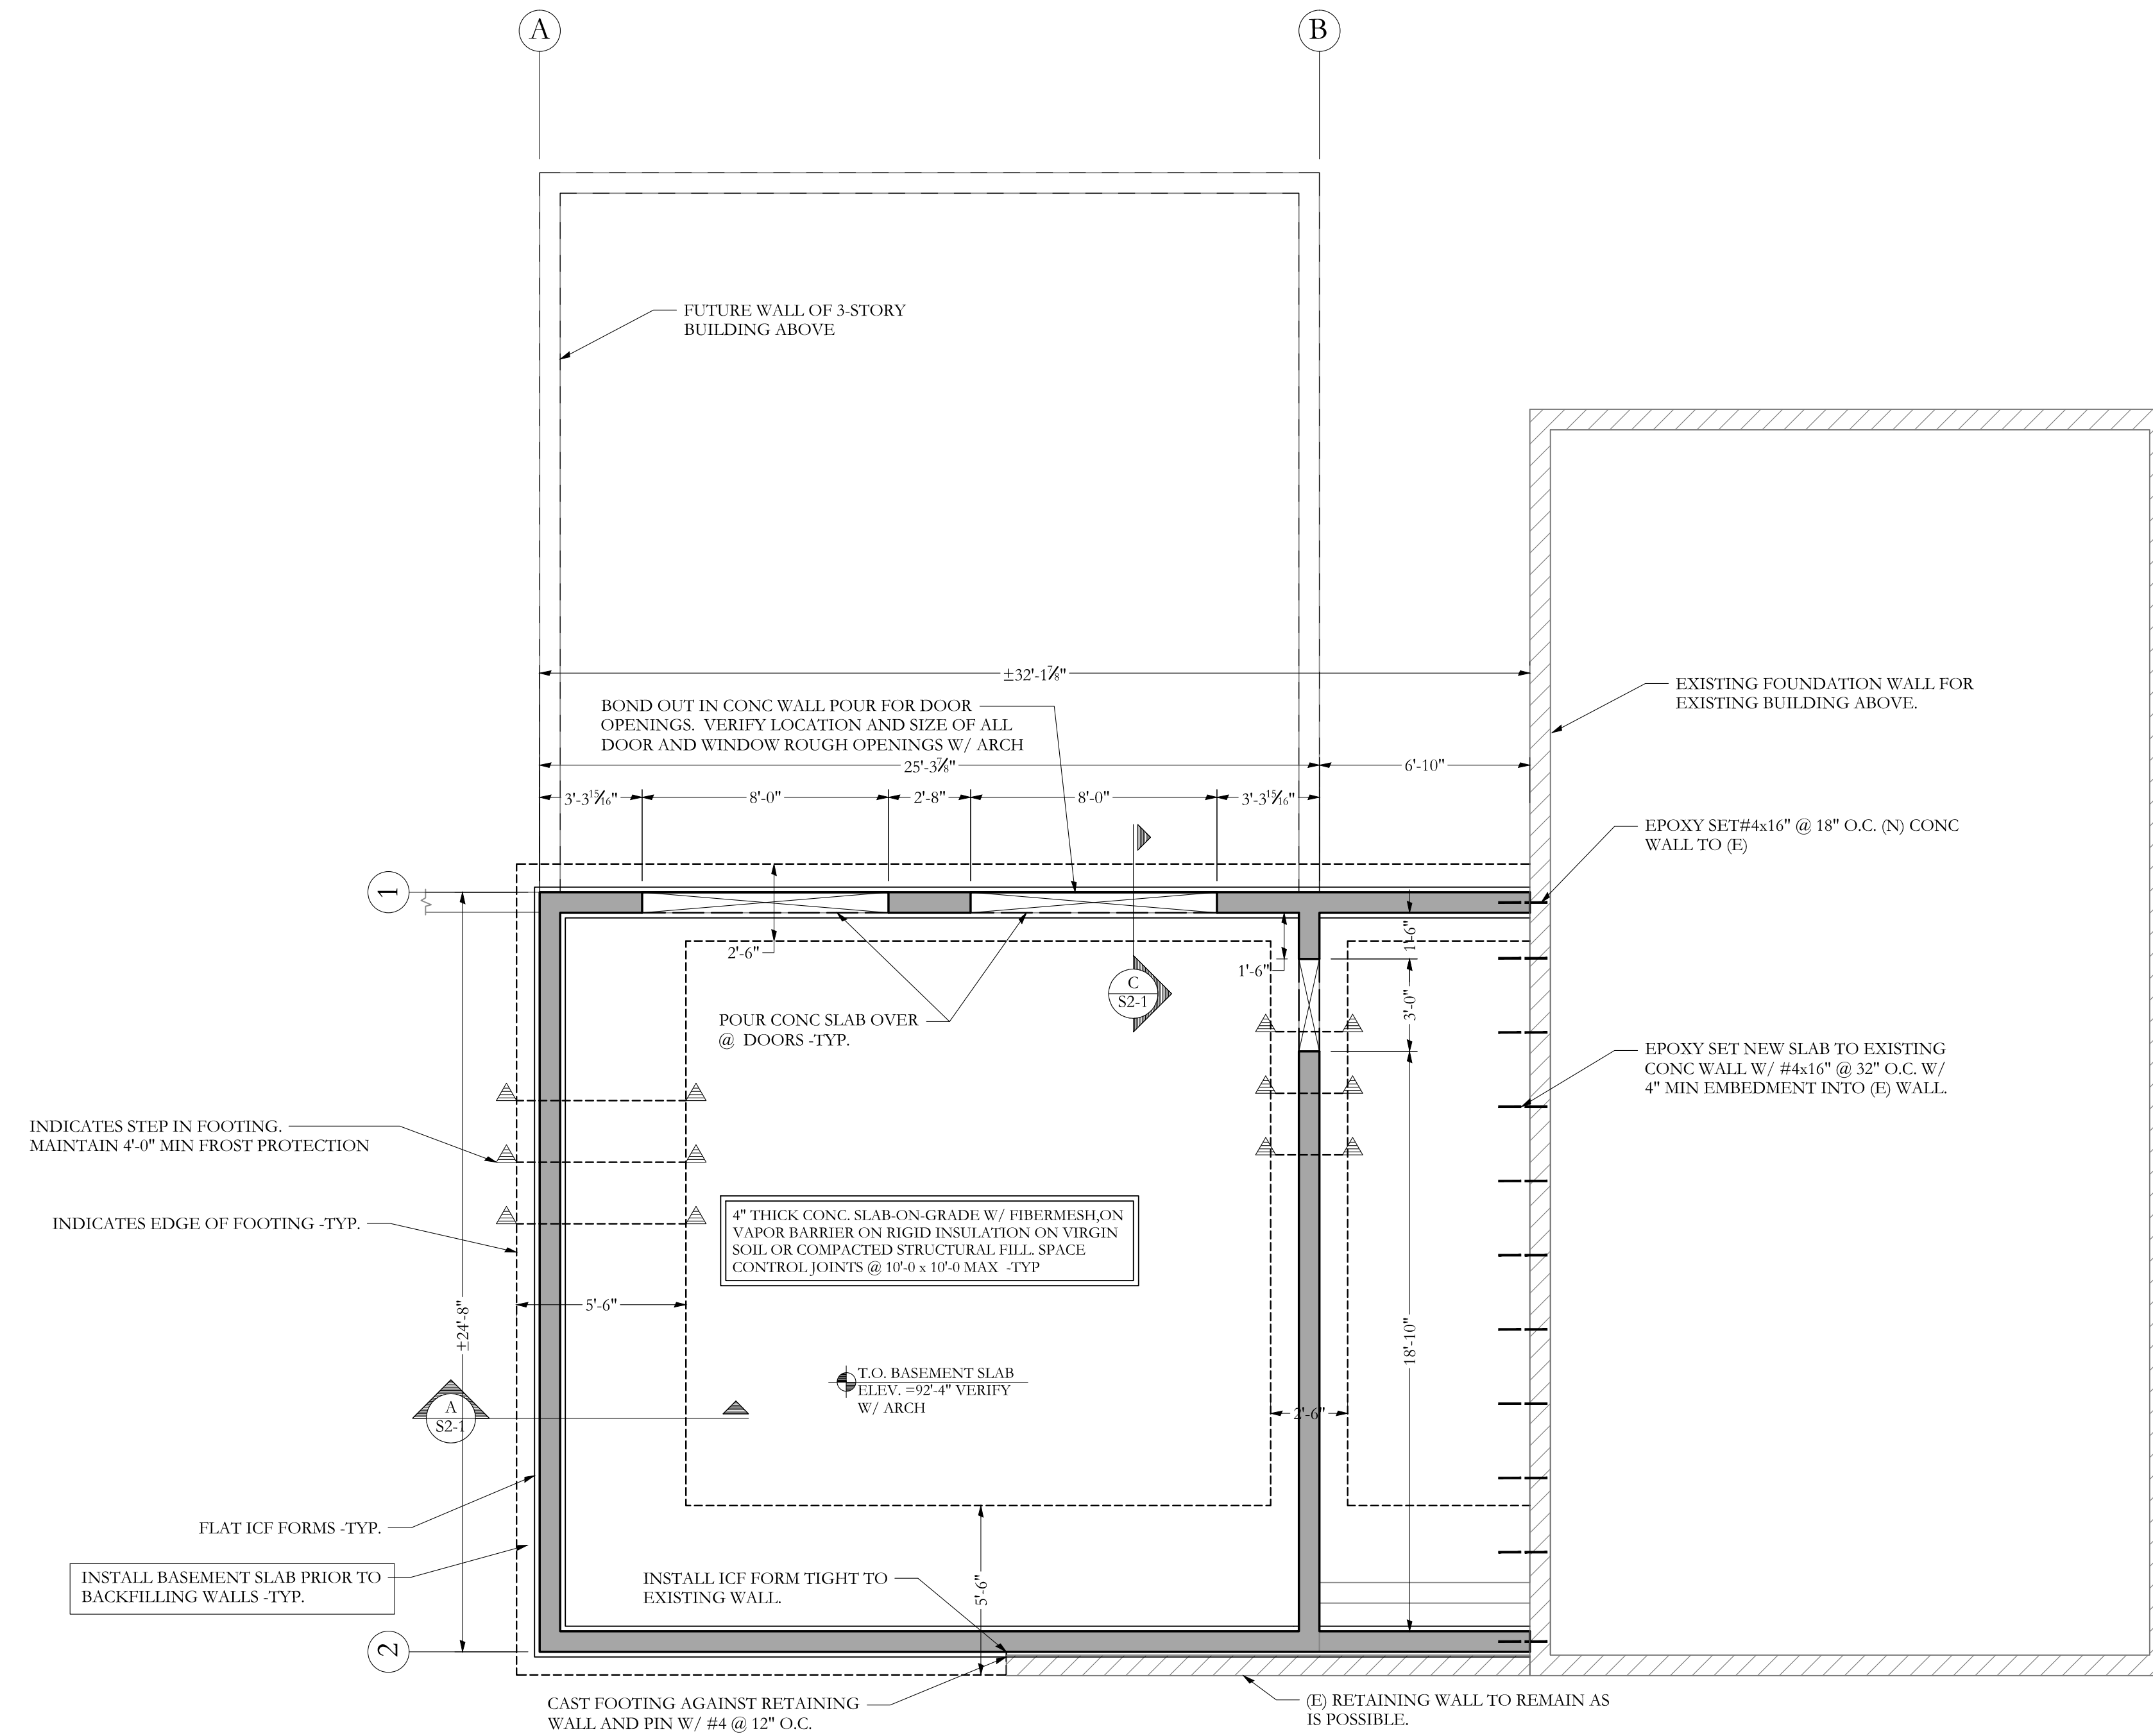 A
B
FUTURE WALL OF 3-STORY
BUILDING ABOVE
±32'-1⅞"
BOND OUT IN CONC WALL POUR FOR DOOR
OPENINGS. VERIFY LOCATION AND SIZE OF ALL
DOOR AND WINDOW ROUGH OPENINGS W/ ARCH
EXISTING FOUNDATION WALL FOR
EXISTING BUILDING ABOVE.
25'-3⅞"
6'-10"
3'-3 15/16"
8'-0"
2'-8"
8'-0"
3'-3 15/16"
EPOXY SET#4x16" @ 18" O.C. (N) CONC
WALL TO (E)
1
2'-6"
1'-6"
1'-6"
3'-0"
C
S2-1
POUR CONC SLAB OVER
@ DOORS -TYP.
EPOXY SET NEW SLAB TO EXISTING
CONC WALL W/ #4x16" @ 32" O.C. W/
4" MIN EMBEDMENT INTO (E) WALL.
INDICATES STEP IN FOOTING.
MAINTAIN 4'-0" MIN FROST PROTECTION
INDICATES EDGE OF FOOTING -TYP.
4" THICK CONC. SLAB-ON-GRADE W/ FIBERMESH,ON
VAPOR BARRIER ON RIGID INSULATION ON VIRGIN
SOIL OR COMPACTED STRUCTURAL FILL. SPACE
CONTROL JOINTS @ 10'-0 x 10'-0 MAX -TYP
5'-6"
±24'-8"
18'-10"
T.O. BASEMENT SLAB
ELEV. =92'-4" VERIFY
W/ ARCH
A
S2-1
2'-6"
FLAT ICF FORMS -TYP.
INSTALL BASEMENT SLAB PRIOR TO
BACKFILLING WALLS -TYP.
INSTALL ICF FORM TIGHT TO
EXISTING WALL.
5'-6"
2
CAST FOOTING AGAINST RETAINING
WALL AND PIN W/ #4 @ 12" O.C.
(E) RETAINING WALL TO REMAIN AS
IS POSSIBLE.